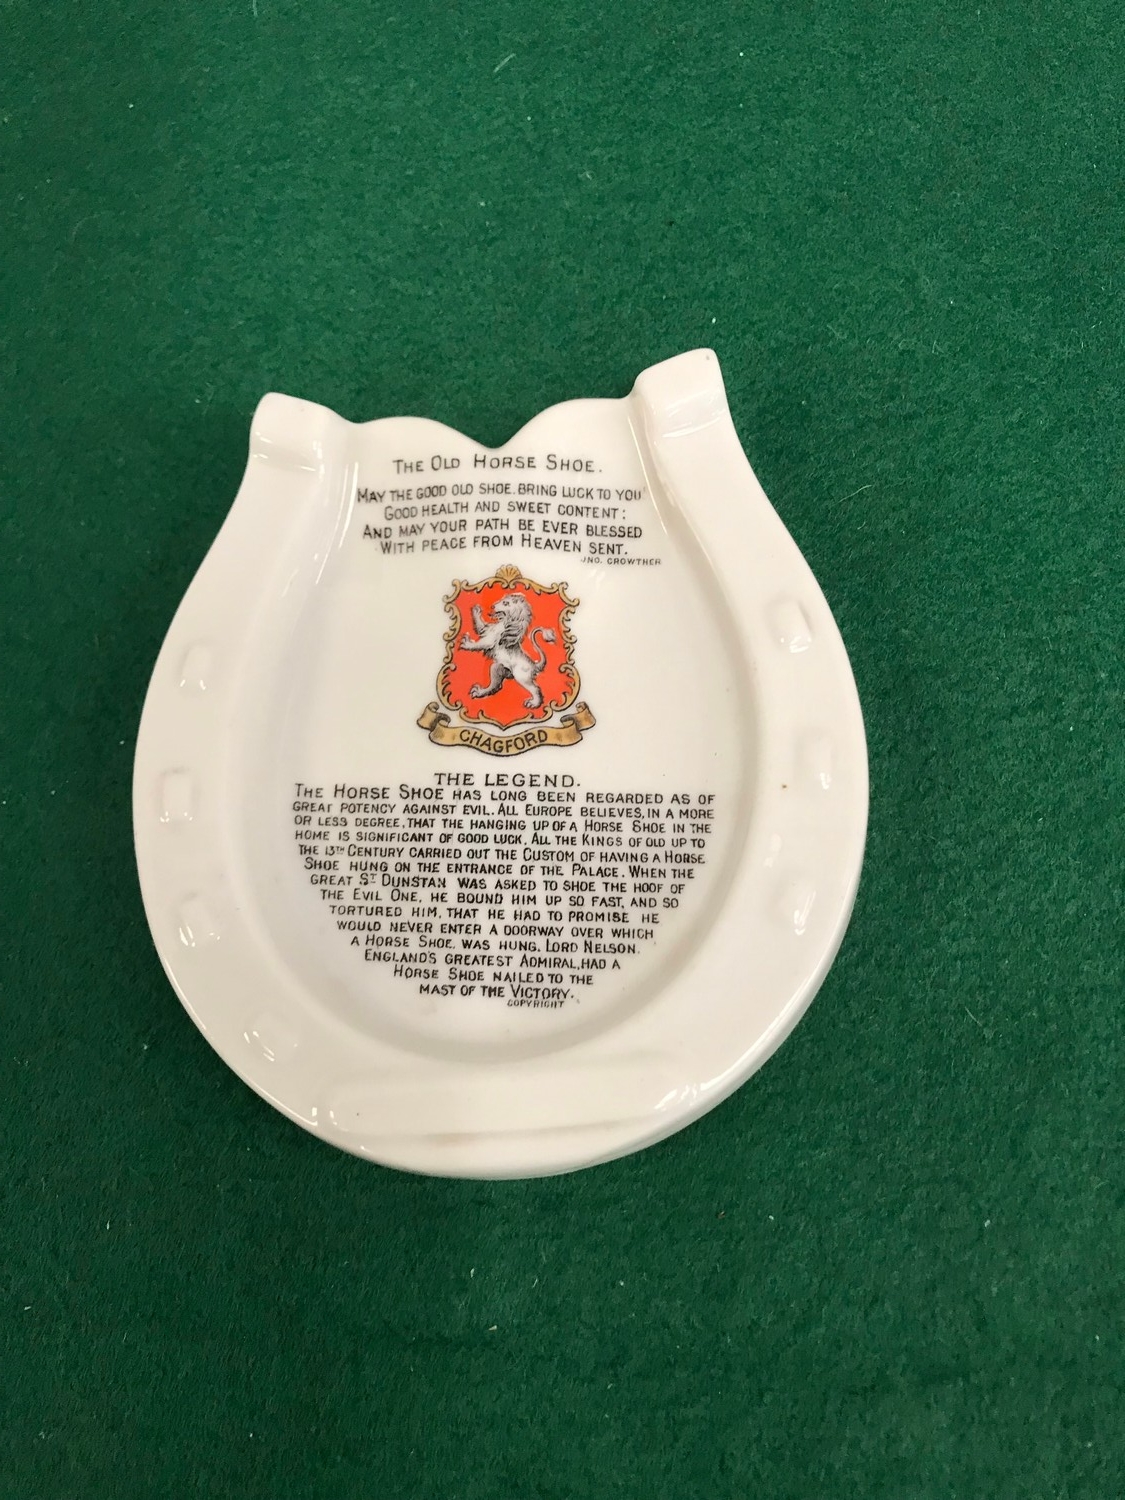 THE OLD HORSE SHOE.
MAY THE GOOD OLD SHOE. BRING LUCK TO YOU
GOOD HEALTH AND SWEET CONTENT:
AND MAY YOUR PATH BE EVER BLESSED
WITH PEACE FROM HEAVEN SENT.
JNO. CROWTHER
CHAGFORD
THE LEGEND.
THE HORSE SHOE HAS LONG BEEN REGARDED AS OF
GREAT POTENCY AGAINST EVIL. ALL EUROPE BELIEVES, IN A MORE
OR LESS DEGREE, THAT THE HANGING UP OF A HORSE SHOE IN THE
HOME IS SIGNIFICANT OF GOOD LUCK. ALL THE KINGS OF OLD UP TO
THE 13TH CENTURY CARRIED OUT THE CUSTOM OF HAVING A HORSE
SHOE HUNG ON THE ENTRANCE OF THE PALACE. WHEN THE
GREAT ST DUNSTAN WAS ASKED TO SHOE THE HOOF OF
THE EVIL ONE, HE BOUND HIM UP SO FAST, AND SO
TORTURED HIM, THAT HE HAD TO PROMISE HE
WOULD NEVER ENTER A DOORWAY OVER WHICH
A HORSE SHOE. WAS HUNG. LORD NELSON.
ENGLAND'S GREATEST ADMIRAL, HAD A
HORSE SHOE NAILED TO THE
MAST OF THE VICTORY.
COPYRIGHT